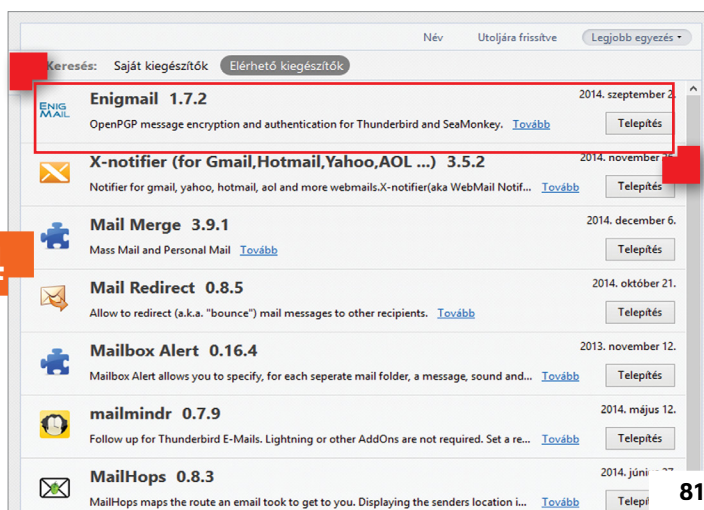 Név Utoljára frissítve Legjobb egyezés
Keresés: Saját kiegészítők Elérhető kiegészítők
ENIGMAIL
Enigmail 1.7.2 2014. szeptember 2.
OpenPGP message encryption and authentication for Thunderbird and SeaMonkey. Tovább Telepítés
X-notifier (for Gmail,Hotmail,Yahoo,AOL ...) 3.5.2 2014. november
Notifier for gmail, yahoo, hotmail, aol and more webmails.X-notifier(aka WebMail Notif... Tovább Telepítés
Mail Merge 3.9.1 2014. december 6.
Mass Mail and Personal Mail Tovább Telepítés
Mail Redirect 0.8.5 2014. október 21.
Allow to redirect (a.k.a. "bounce") mail messages to other recipients. Tovább Telepítés
Mailbox Alert 0.16.4 2013. november 12.
Mailbox Alert allows you to specify, for each seperate mail folder, a message, sound and... Tovább Telepítés
mailmindr 0.7.9 2014. május 12.
Follow up for Thunderbird E-Mails. Lightning or other AddOns are not required. Set a re... Tovább Telepítés
MailHops 0.8.3 2014.
MailHops maps the route an email took to get to you. Displaying the senders location i... Tovább
81